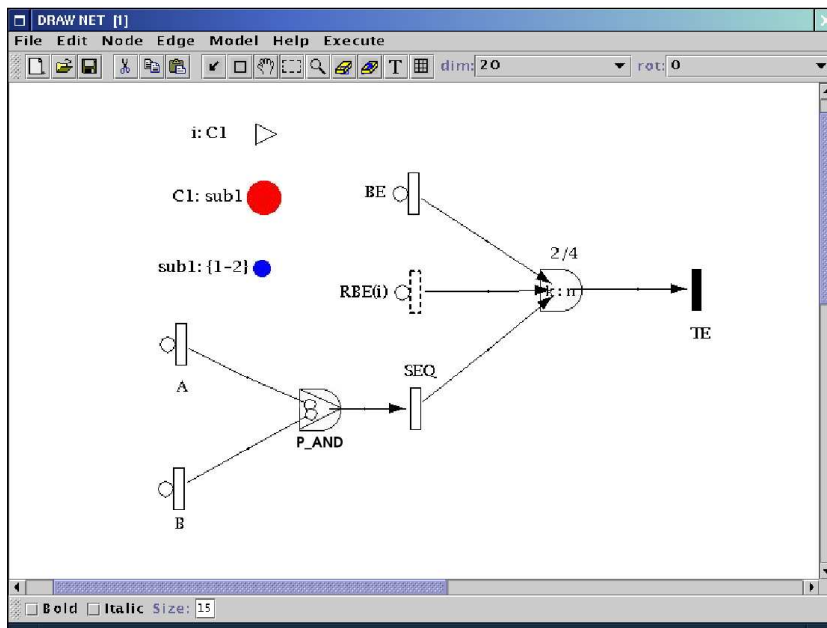 DRAW NET [1]
File Edit Node Edge Model Help Execute
T dim: 20 rot: 0
i: C1
C1: sub1
BE
2/4
sub1: {1-2}
RBE(i)
k:n
TE
A
SEQ
P_AND
B
Bold Italic Size: 15